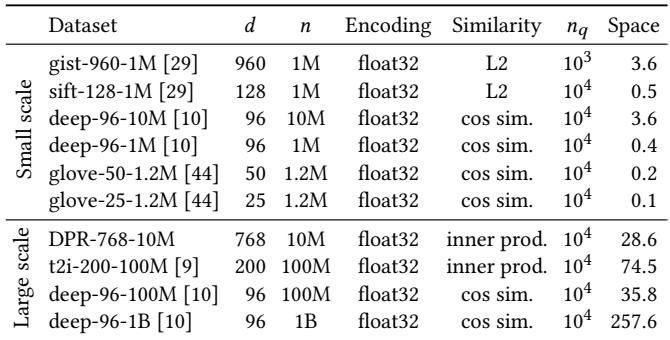 Dataset d n Encoding Similarity n_q Space
Small scale
gist-960-1M [29] 960 1M float32 L2 10^3 3.6
sift-128-1M [29] 128 1M float32 L2 10^4 0.5
deep-96-10M [10] 96 10M float32 cos sim. 10^4 3.6
deep-96-1M [10] 96 1M float32 cos sim. 10^4 0.4
glove-50-1.2M [44] 50 1.2M float32 cos sim. 10^4 0.2
glove-25-1.2M [44] 25 1.2M float32 cos sim. 10^4 0.1
Large scale
DPR-768-10M 768 10M float32 inner prod. 10^4 28.6
t2i-200-100M [9] 200 100M float32 inner prod. 10^4 74.5
deep-96-100M [10] 96 100M float32 cos sim. 10^4 35.8
deep-96-1B [10] 96 1B float32 cos sim. 10^4 257.6